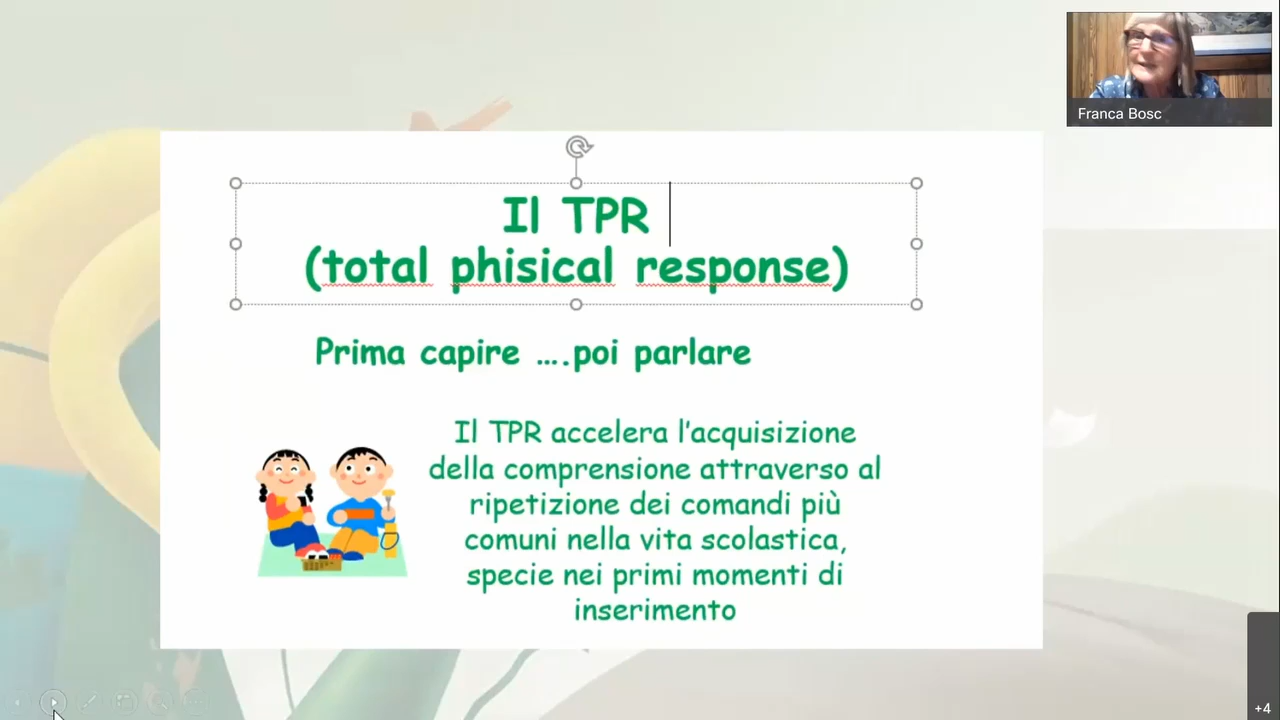 Franca Bosc
Il TPR
(total phisical response)
Prima capire ....poi parlare
Il TPR accelera l'acquisizione
della comprensione attraverso al
ripetizione dei comandi più
comuni nella vita scolastica,
specie nei primi momenti di
inserimento
+4